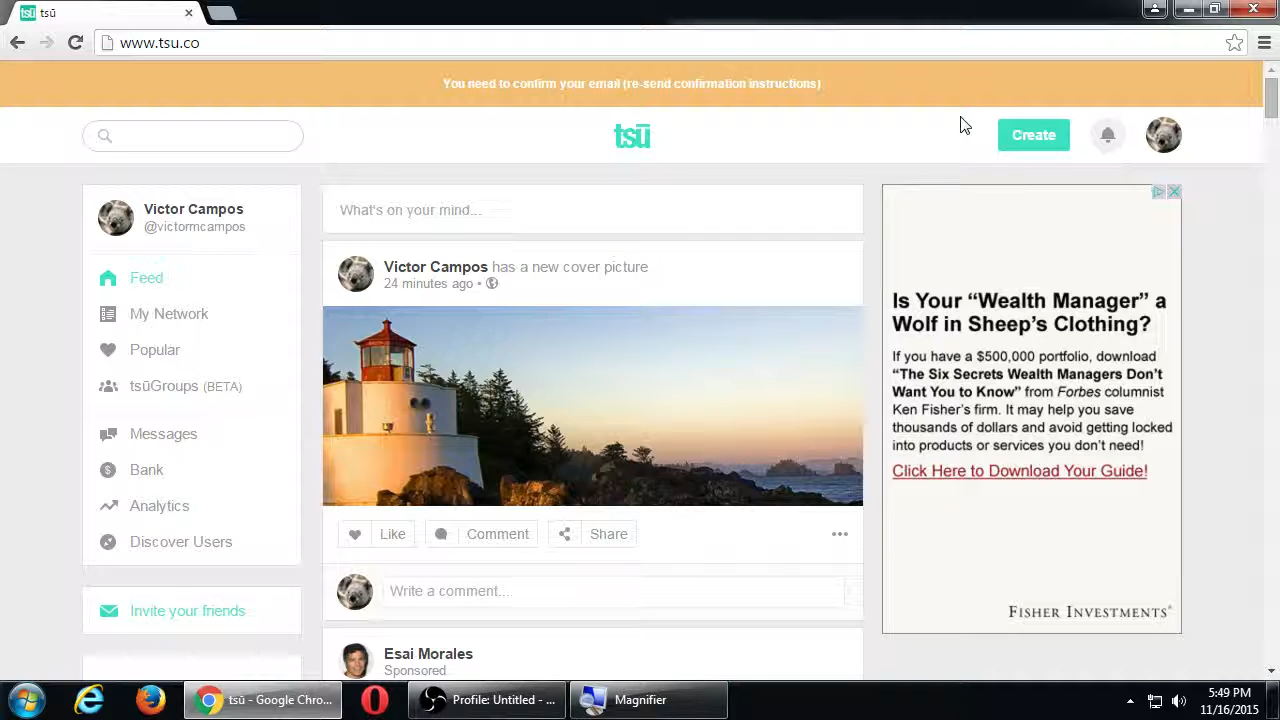 tsū
www.tsu.co
You need to confirm your email (re-send confirmation instructions)
tsū
Create
Victor Campos
@victormcampos
Feed
My Network
Popular
tsūGroups (BETA)
Messages
Bank
Analytics
Discover Users
Invite your friends
What's on your mind...
Victor Campos has a new cover picture
24 minutes ago •
Like
Comment
Share
Write a comment....
Esai Morales
Sponsored
Is Your “Wealth Manager” a
Wolf in Sheep’s Clothing?
If you have a $500,000 portfolio, download
“The Six Secrets Wealth Managers Don’t
Want You to Know” from Forbes columnist
Ken Fisher’s firm. It may help you save
thousands of dollars and avoid getting locked
into products or services you don’t need!
Click Here to Download Your Guide!
FISHER INVESTMENTS®
tsū - Google Chro...
Profile: Untitled - ...
Magnifier
5:49 PM
11/16/2015